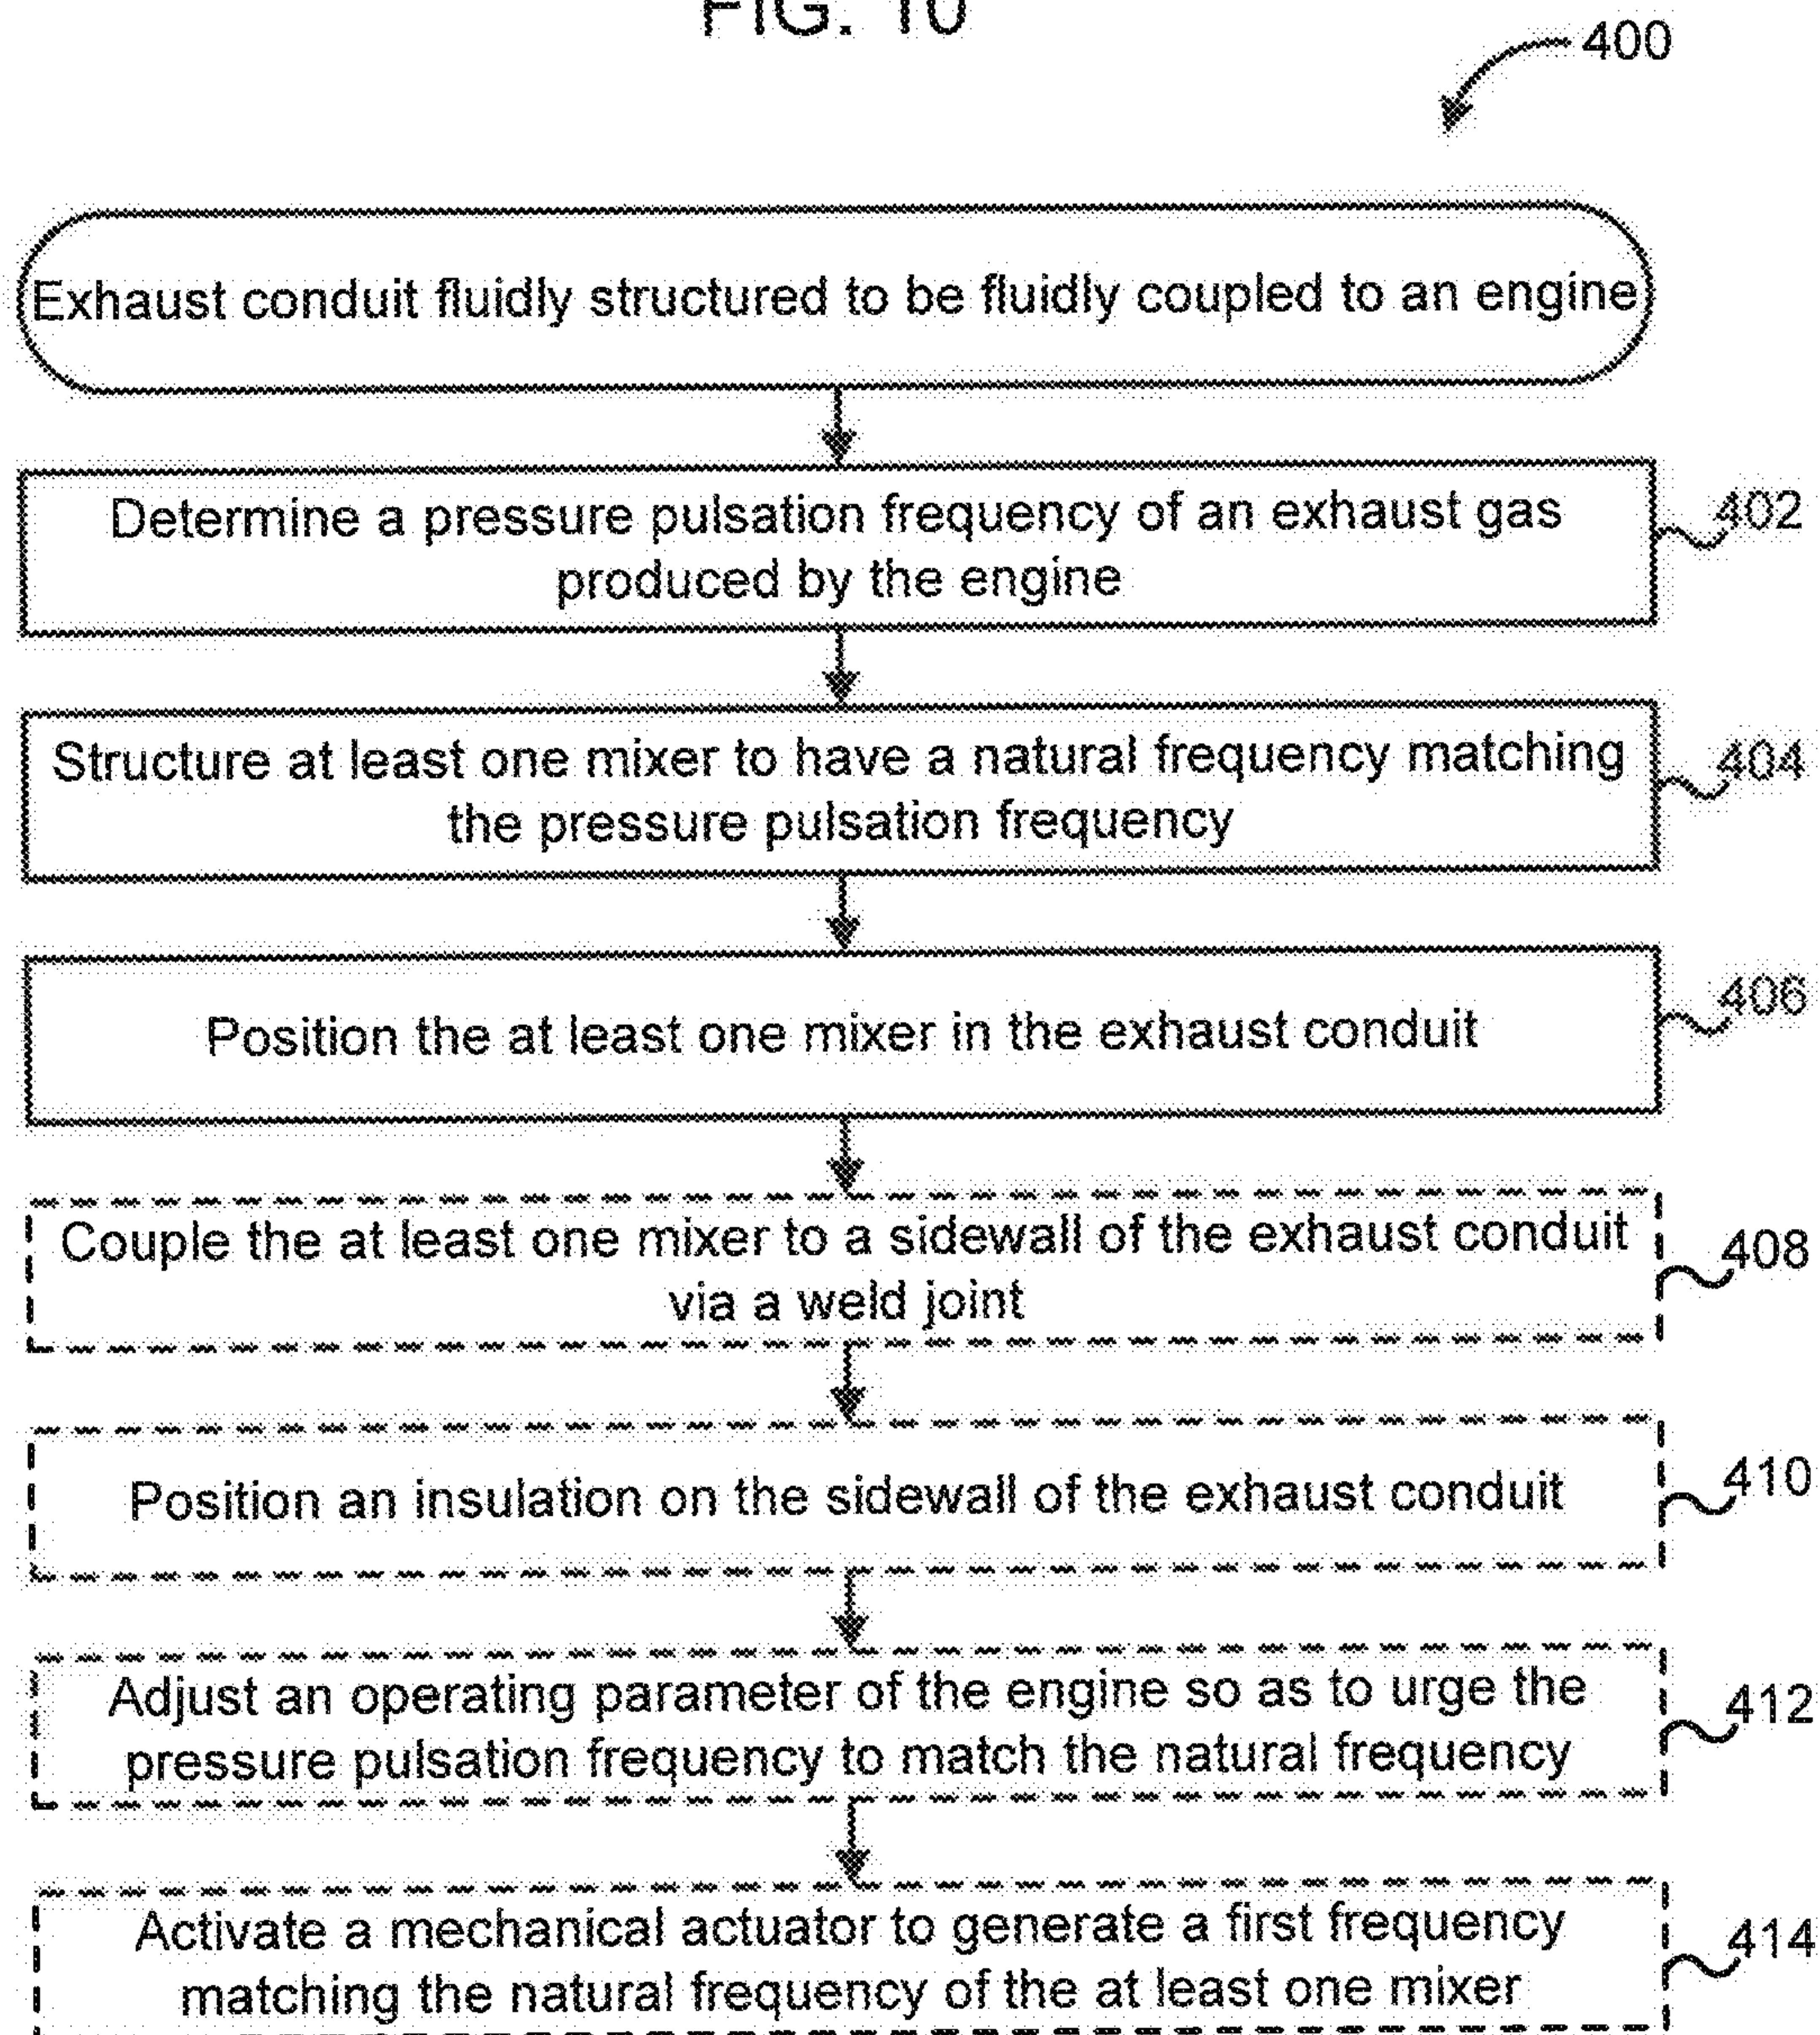 FIG. 10
400
Exhaust conduit fluidly structured to be fluidly coupled to an engine
Determine a pressure pulsation frequency of an exhaust gas
produced by the engine
402
Structure at least one mixer to have a natural frequency matching
the pressure pulsation frequency
404
Position the at least one mixer in the exhaust conduit
406
Couple the at least one mixer to a sidewall of the exhaust conduit
via a weld joint
408
Position an insulation on the sidewall of the exhaust conduit
410
Adjust an operating parameter of the engine so as to urge the
pressure pulsation frequency to match the natural frequency
412
Activate a mechanical actuator to generate a first frequency
matching the natural frequency of the at least one mixer
414